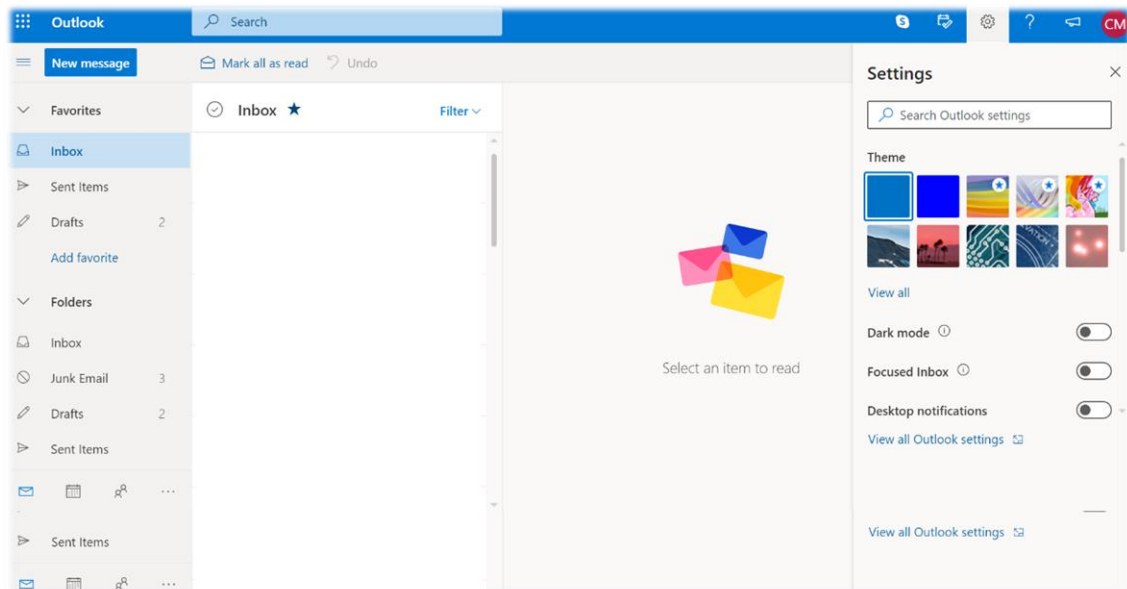 Outlook
Search
New message
Mark all as read
Undo
Favorites
Inbox
Sent Items
Drafts 2
Add favorite
Folders
Inbox
Junk Email 3
Drafts 2
Sent Items
Sent Items
Inbox ★
Filter
Select an item to read
?
CM
Settings
Search Outlook settings
Theme
View all
Dark mode
Focused Inbox
Desktop notifications
View all Outlook settings
View all Outlook settings